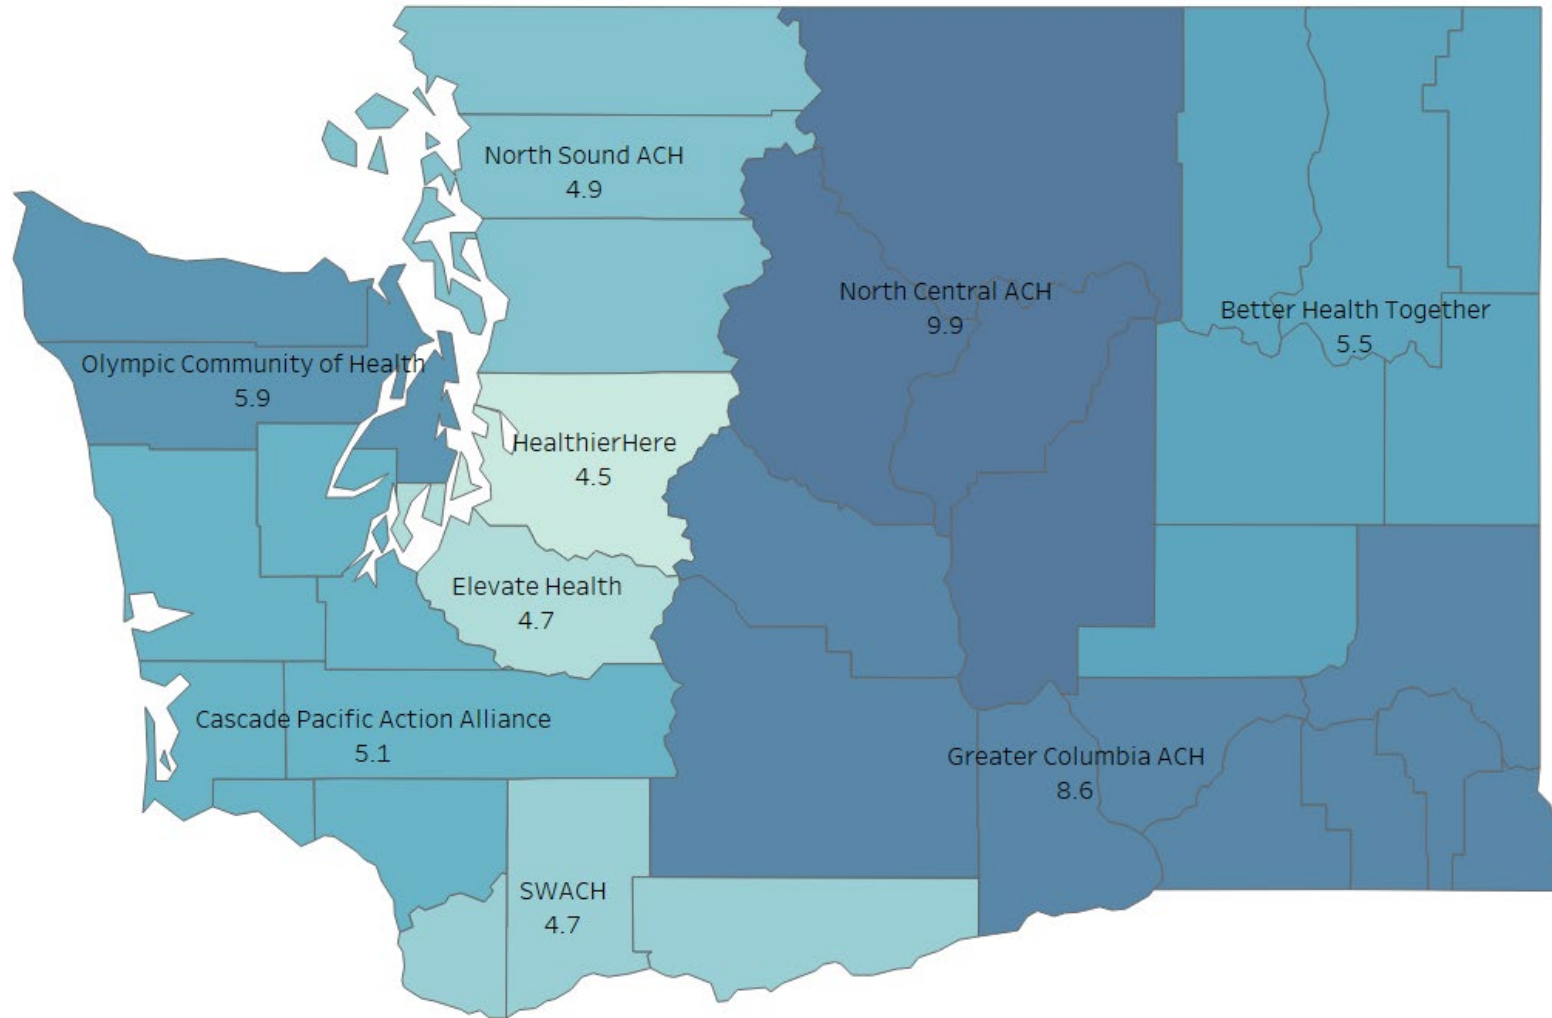 North Sound ACH
4.9
North Central ACH
9.9
Better Health Together
5.5
Olympic Community of Health
5.9
HealthierHere
4.5
Elevate Health
4.7
Cascade Pacific Action Alliance
5.1
Greater Columbia ACH
8.6
SWACH
4.7